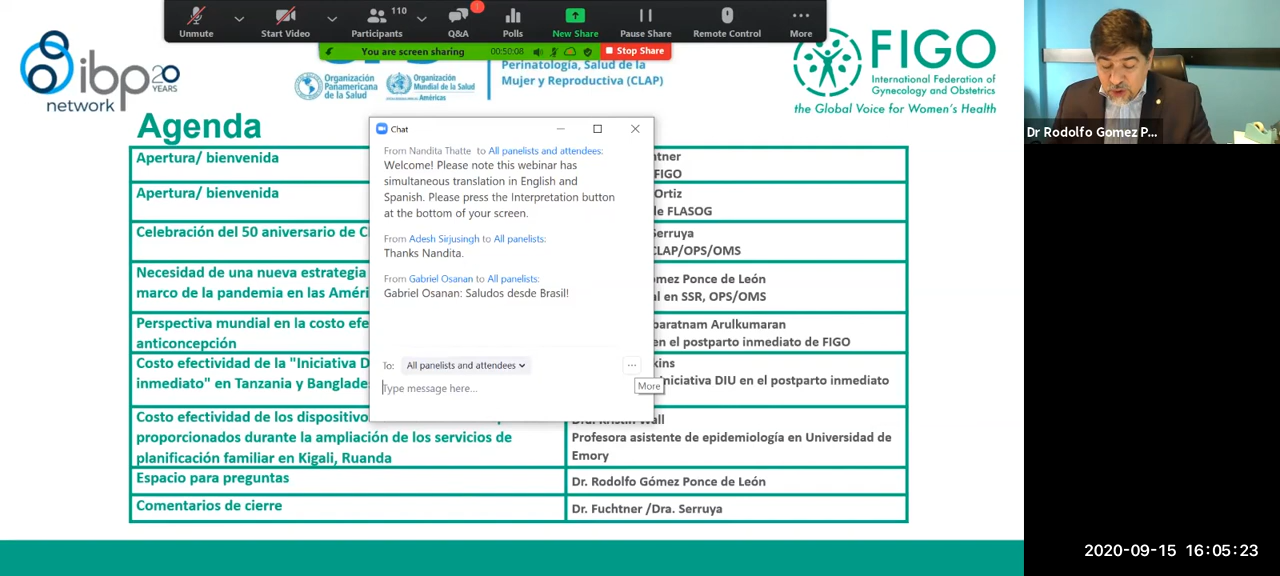 Unmute
Start Video
Participants
110
Q&A
Polls
New Share
Pause Share
Remote Control
More
You are screen sharing
00:50:08
Stop Share
ibp
20
YEARS
network
Organización
Panamericana
de la Salud
Organización
Mundial de la Salud
Perinatología, Salud de la
Mujer y Reproductiva (CLAP)
FIGO
International Federation of
Gynecology and Obstetrics
the Global Voice for Women's Health
Dr Rodolfo Gomez P...
Agenda
Apertura/ bienvenida
FIGO
Apertura/ bienvenida
Ortiz
FLASOG
Celebración del 50 aniversario de
Serruya
CLAP/OPS/OMS
Necesidad de una nueva estrategia
Ponce de León
marco de la pandemia en las
en SSR, OPS/OMS
Perspectiva mundial en la costo
Arulkumaran
anticoncepción
en el postparto inmediato de FIGO
Costo efectividad de la "Iniciativa
inmediato" en Tanzania y
DIU en el postparto inmediato
Costo efectividad de los
proporcionados durante la ampliación de los servicios de
planificación familiar en Kigali, Ruanda
Dra. Kristin Wall
Profesora asistente de epidemiología en Universidad de
Emory
Espacio para preguntas
Dr. Rodolfo Gómez Ponce de León
Comentarios de cierre
Dr. Fuchtner /Dra. Serruya
Chat
From Nandita Thatte to All panelists and attendees:
Welcome! Please note this webinar has
simultaneous translation in English and
Spanish. Please press the Interpretation button
at the bottom of your screen.
From Adesh Sirjusingh to All panelists:
Thanks Nandita.
From Gabriel Osanan to All panelists:
Gabriel Osanan: Saludos desde Brasil!
To: All panelists and attendees
...
Type message here...
More
2020-09-15 16:05:23